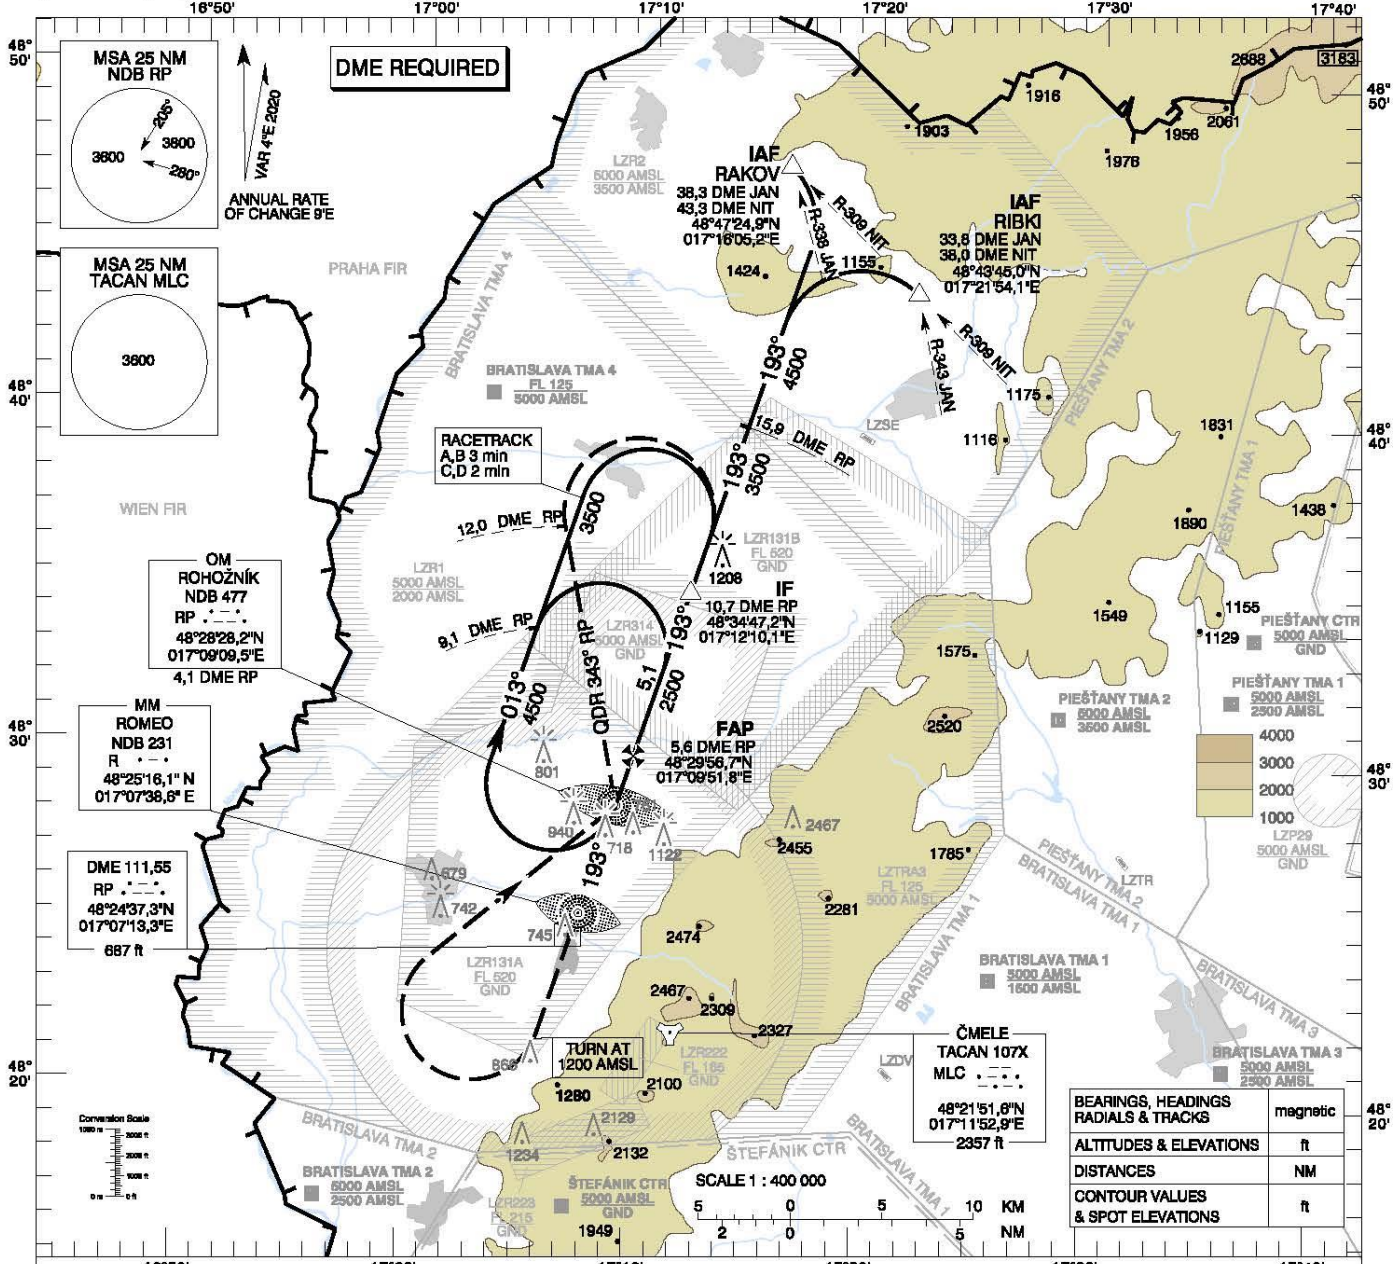 16°50'
17°00'
17°10'
17°20'
17°30'
17°40'
48°
50'
48°
50'
MSA 25 NM
NDB RP
205°
3600
3600
280°
VAR 4°E 2020
ANNUAL RATE
OF CHANGE 9'E
DME REQUIRED
MSA 25 NM
TACAN MLC
3600
PRAHA FIR
WIEN FIR
LZR2
5000 AMSL
3500 AMSL
IAF
RAKOV
38,3 DME JAN
43,3 DME NIT
48°47'24,9"N
017°16'05,2"E
R-309 NIT
R-338 JAN
IAF
RIBKI
33,8 DME JAN
38,0 DME NIT
48°43'45,0"N
017°21'54,1"E
R-309 NIT
R-343 JAN
1903
1916
1976
1956
2061
2688
3183
1424
1155
1175
1116
LZSE
BRATISLAVA TMA 4
BRATISLAVA TMA 4
FL 125
5000 AMSL
PIEŠŤANY TMA 2
PIEŠŤANY TMA 1
1831
1890
1438
40'
40'
193°
4500
15,9 DME RP
193°
3500
RACETRACK
A,B 3 min
C,D 2 min
3500
12,0 DME RP
LZR131B
FL 520
GND
1208
LZR1
5000 AMSL
2000 AMSL
OM
ROHOŽNÍK
NDB 477
RP
48°28'28,2"N
017°09'09,5"E
4,1 DME RP
IF
10,7 DME RP
48°34'47,2"N
017°12'10,1"E
9,1 DME RP
LZR314
5000 AMSL
GND
193°
QDR 343° RP
013°
4500
5,1
2500
1549
1155
1129
1575
2520
PIEŠŤANY CTR
5000 AMSL
GND
PIEŠŤANY TMA 1
5000 AMSL
2500 AMSL
PIEŠŤANY TMA 2
5000 AMSL
3500 AMSL
4000
3000
2000
1000
LZP29
5000 AMSL
GND
MM
ROMEO
NDB 231
R
48°25'16,1" N
017°07'38,6" E
FAP
5,6 DME RP
48°29'56,7"N
017°09'51,8"E
30'
30'
801
940
718
1122
193°
2467
2455
1785
LZTRA3
FL 125
5000 AMSL
2281
PIEŠŤANY TMA 2
BRATISLAVA TMA 1
LZTR
DME 111,55
RP
48°24'37,3"N
017°07'13,3"E
687 ft
679
742
745
LZR131A
FL 520
GND
2474
2467
2309
2327
BRATISLAVA TMA 1
BRATISLAVA TMA 1
5000 AMSL
1500 AMSL
BRATISLAVA TMA 3
BRATISLAVA TMA 3
5000 AMSL
2500 AMSL
ČMELE
TACAN 107X
MLC
48°21'51,6"N
017°11'52,9"E
2357 ft
LZDV
TURN AT
1200 AMSL
LZR222
FL 165
GND
1280
2100
2129
2132
1234
20'
48°
20'
Conversion Scale
BRATISLAVA TMA 2
BRATISLAVA TMA 2
5000 AMSL
2500 AMSL
LZR223
FL 215
GND
ŠTEFÁNIK CTR
5000 AMSL
GND
1949
ŠTEFÁNIK CTR
BRATISLAVA TMA 1
SCALE 1 : 400 000
5 0 5 10 KM
2 0 5 NM
BEARINGS, HEADINGS
RADIALS & TRACKS magnetic
ALTITUDES & ELEVATIONS ft
DISTANCES NM
CONTOUR VALUES
& SPOT ELEVATIONS ft